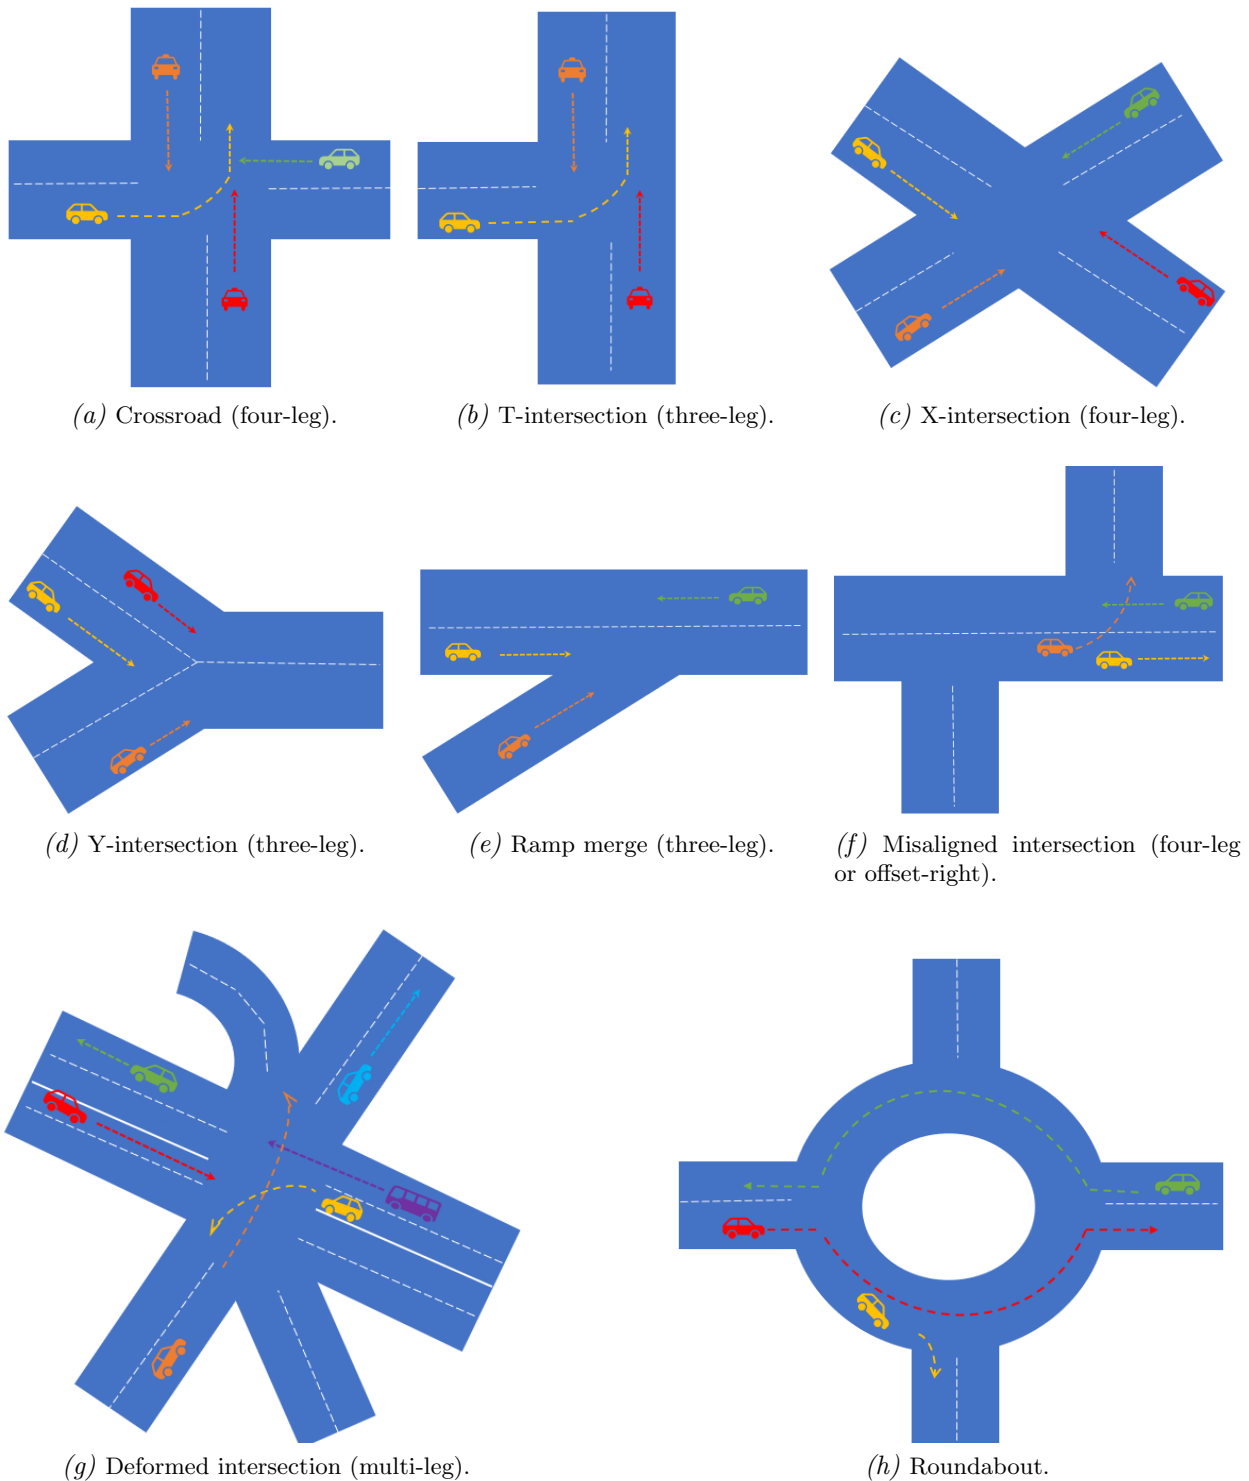 (a) Crossroad (four-leg).
(b) T-intersection (three-leg).
(c) X-intersection (four-leg).
(d) Y-intersection (three-leg).
(e) Ramp merge (three-leg).
(f) Misaligned intersection (four-leg
or offset-right).
(g) Deformed intersection (multi-leg).
(h) Roundabout.